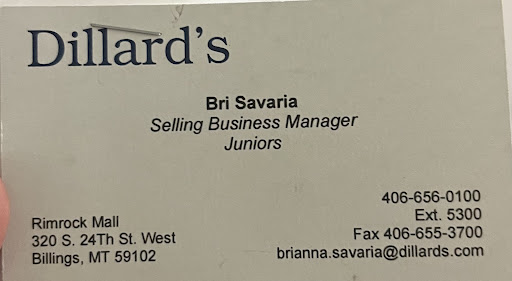 Dillard's
Bri Savaria
Selling Business Manager
Juniors
406-656-0100
Ext. 5300
Fax 406-655-3700
brianna.savaria@dillards.com
Rimrock Mall
320 S. 24Th St. West
Billings, MT 59102